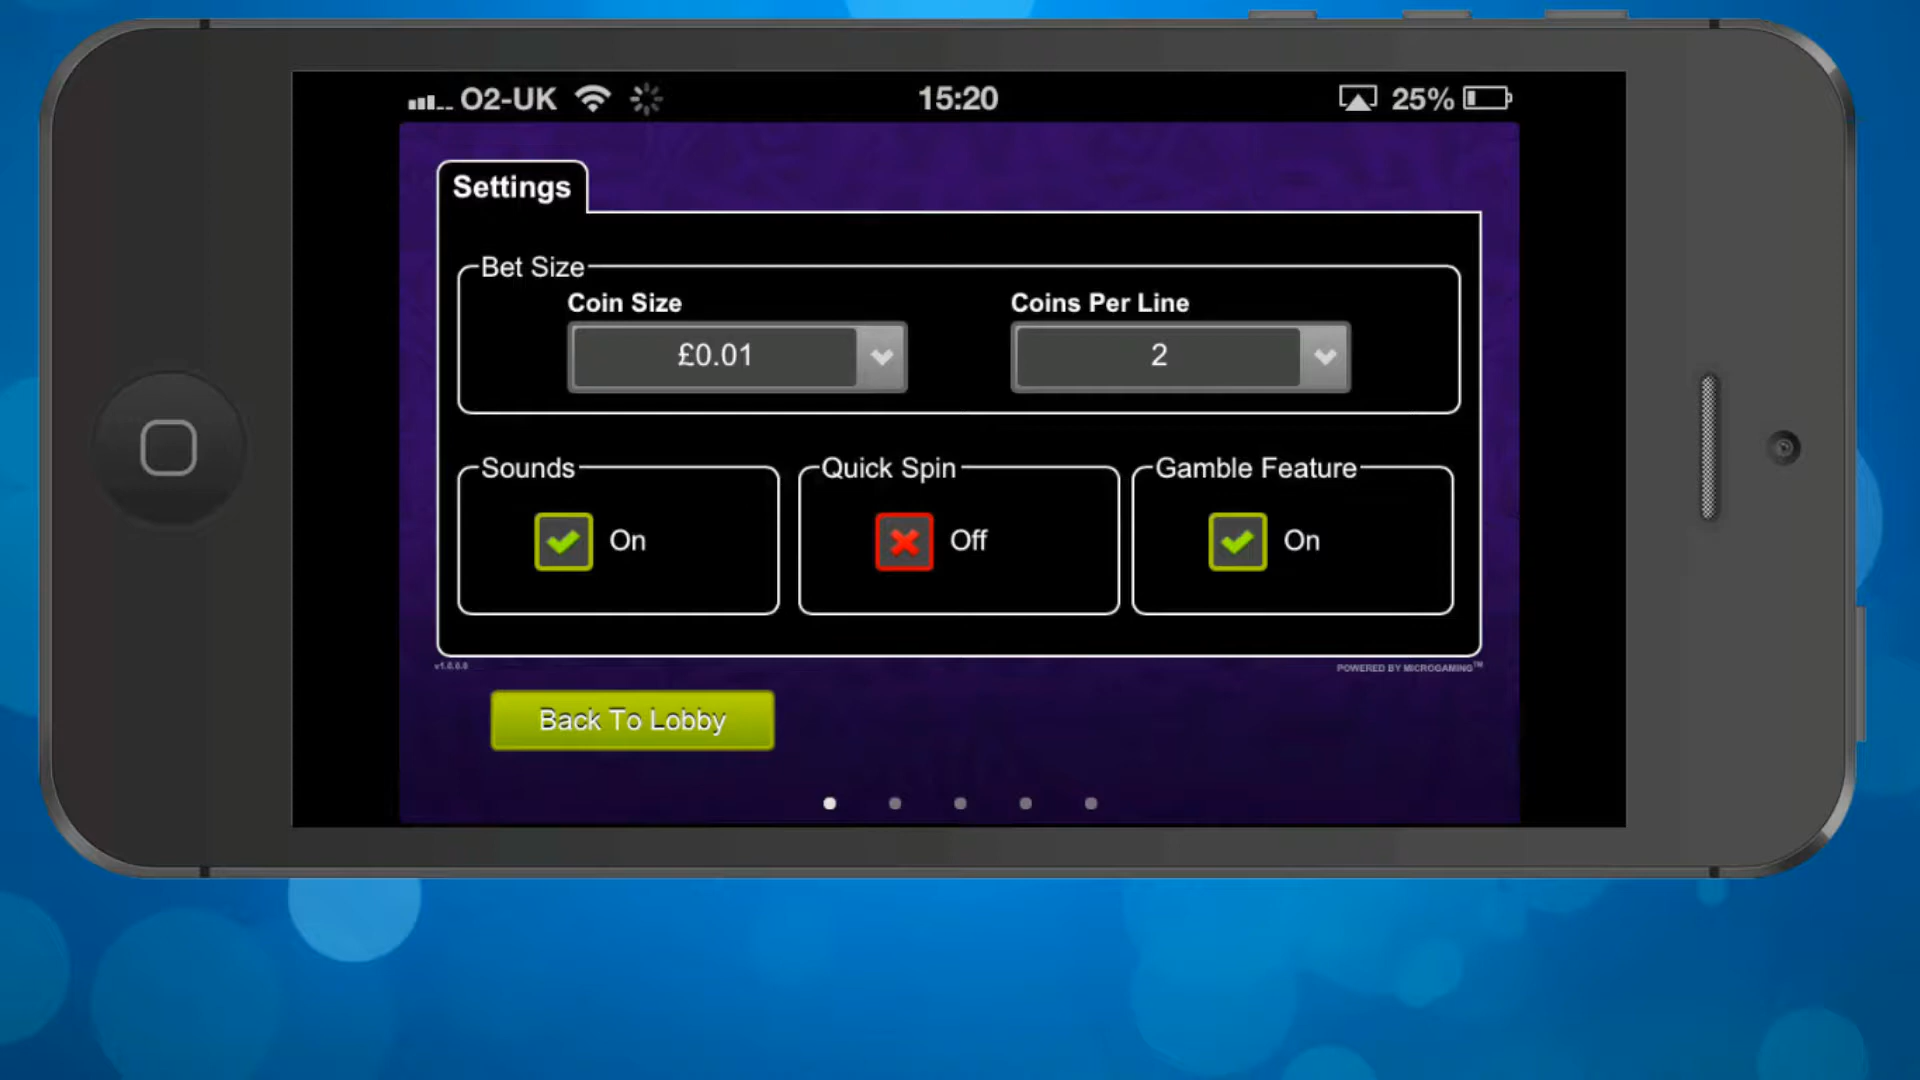 O2-UK 15:20 25%
Settings
Bet Size
Coin Size Coins Per Line
£0.01 2
Sounds Quick Spin Gamble Feature
On Off On
POWERED BY MICROGAMING™
Back To Lobby